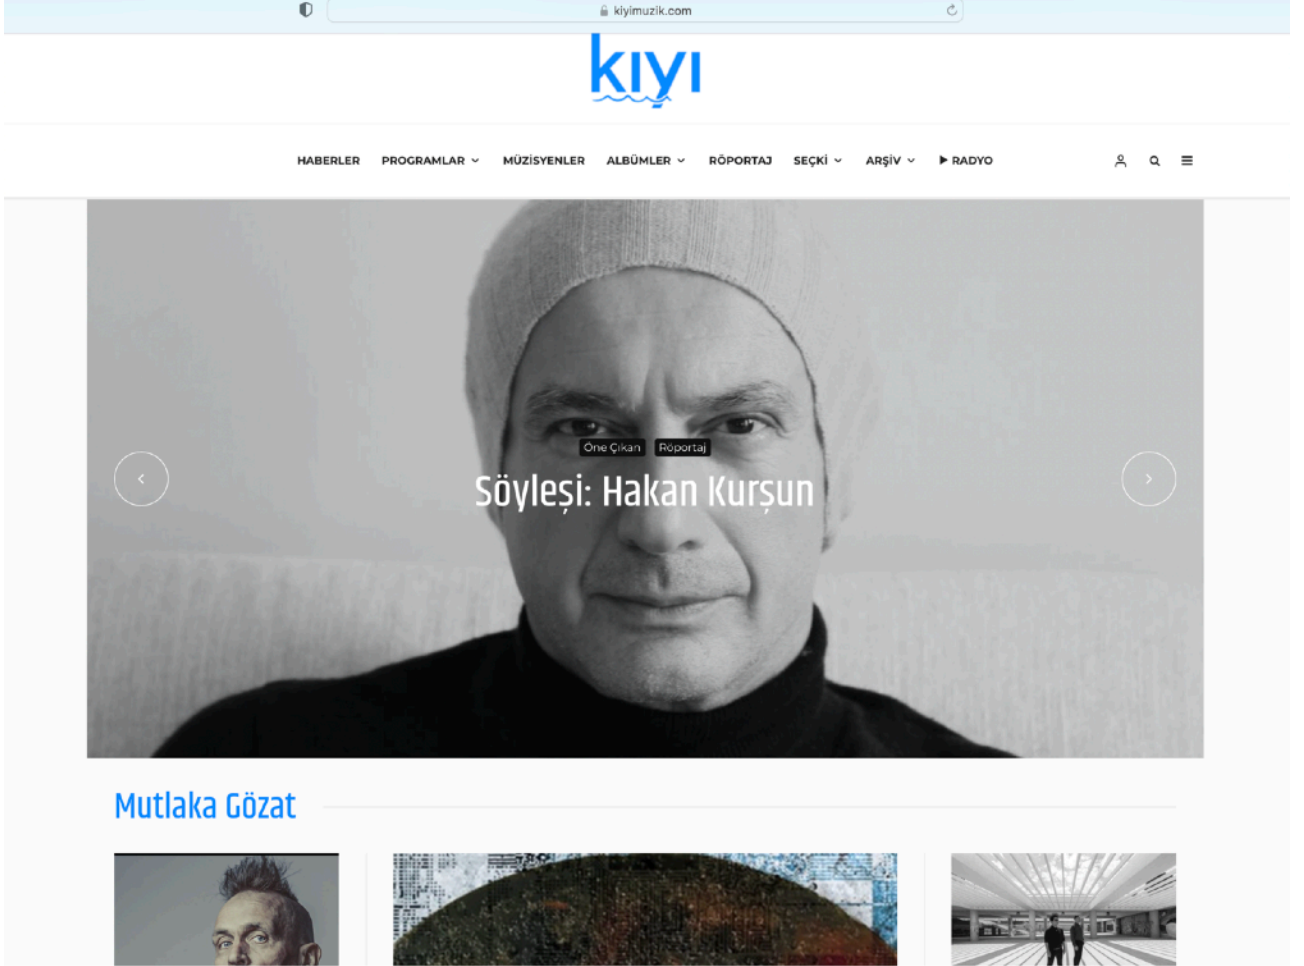 kiyimuzik.com
kıyı
HABERLER PROGRAMLAR MÜZİSYENLER ALBÜMLER RÖPORTAJ SEÇKİ ARŞİV RADYO
Öne Çıkan Röportaj
Söyleşi: Hakan Kurşun
Mutlaka Gözat